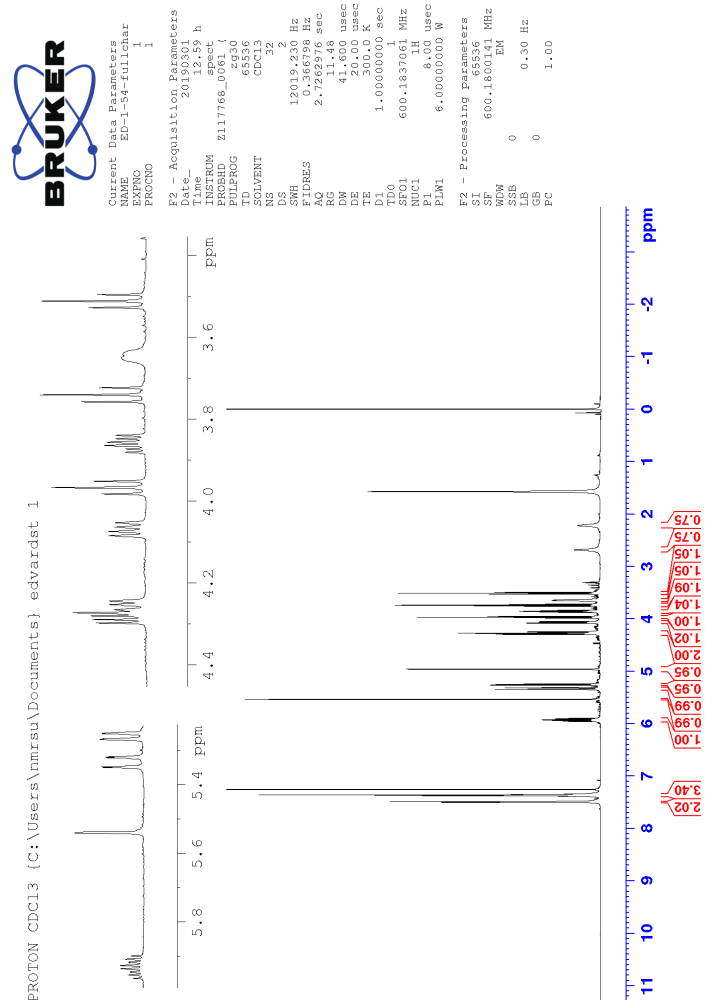 PROTON CDCl3 {C:\Users\nmrsu\Documents} edvardst 1
BRUKER
Current Data Parameters
NAME ED-1-54-fullchar
EXPNO 1
PROCNO 1
F2 - Acquisition Parameters
Date_ 20190301
Time 12.59 h
INSTRUM spect
PROBHD Z117768_0061 (
PULPROG zg30
TD 65536
SOLVENT CDCl3
NS 32
DS 2
SWH 12019.230 Hz
FIDRES 0.366798 Hz
AQ 2.7262976 sec
RG 11.48
DW 41.600 usec
DE 20.00 usec
TE 300.0 K
D1 1.00000000 sec
TD0 1
SFO1 600.1837061 MHz
NUC1 1H
P1 8.00 usec
PLW1 6.00000000 W
F2 - Processing parameters
SI 65536
SF 600.1800141 MHz
WDW EM
SSB 0
LB 0.30 Hz
GB 0
PC 1.00
5.8 5.6 5.4 ppm
4.4 4.2 4.0 3.8 3.6 ppm
11 10 9 8 7 6 5 4 3 2 1 0 -1 -2 ppm
2.02
3.40
1.00
0.99
0.99
0.95
0.95
2.00
1.02
1.00
1.04
1.09
1.05
1.05
0.75
0.75